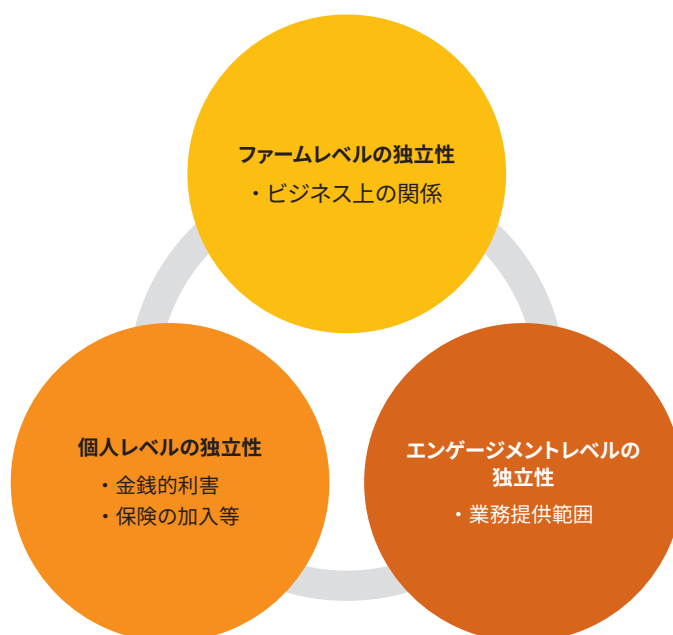 ファームレベルの独立性
・ビジネス上の関係
個人レベルの独立性
・金銭的利害
・保険の加入等
エンゲージメントレベルの
独立性
・業務提供範囲